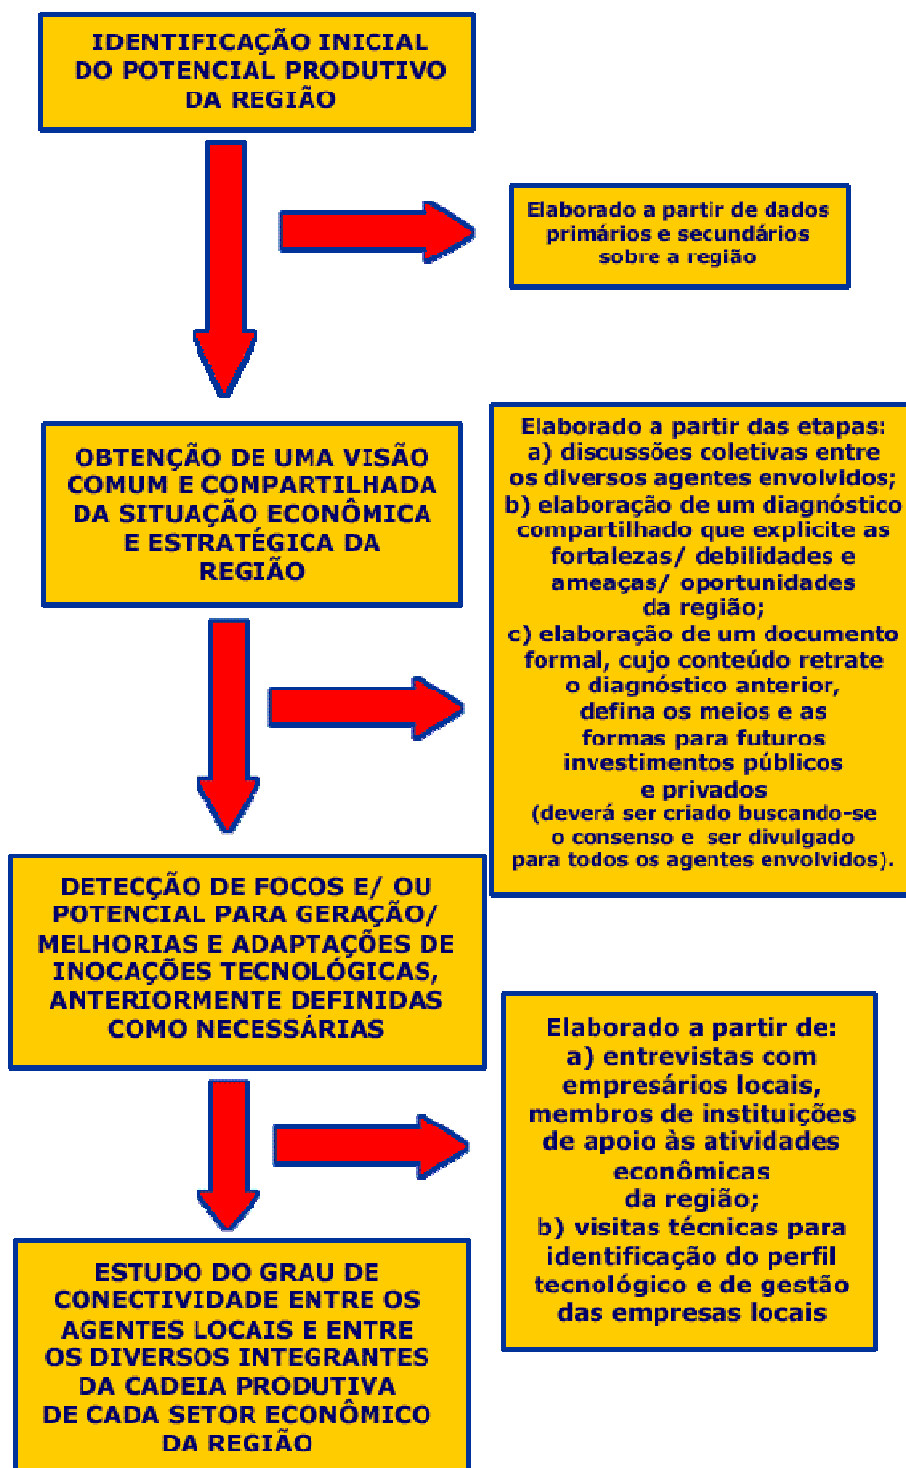 IDENTIFICAÇÃO INICIAL
DO POTENCIAL PRODUTIVO
DA REGIÃO
Elaborado a partir de dados
primários e secundários
sobre a região
OBTENÇÃO DE UMA VISÃO
COMUM E COMPARTILHADA
DA SITUAÇÃO ECONÔMICA
E ESTRATÉGICA DA
REGIÃO
Elaborado a partir das etapas:
a) discussões coletivas entre
os diversos agentes envolvidos;
b) elaboração de um diagnóstico
compartilhado que explicite as
fortalezas/ debilidades e
ameaças/ oportunidades
da região;
c) elaboração de um documento
formal, cujo conteúdo retrate
o diagnóstico anterior,
defina os meios e as
formas para futuros
investimentos públicos
e privados
(deverá ser criado buscando-se
o consenso e ser divulgado
para todos os agentes envolvidos).
DETECÇÃO DE FOCOS E/ OU
POTENCIAL PARA GERAÇÃO/
MELHORIAS E ADAPTAÇÕES DE
INOCAÇÕES TECNOLÓGICAS,
ANTERIORMENTE DEFINIDAS
COMO NECESSÁRIAS
Elaborado a partir de:
a) entrevistas com
empresários locais,
membros de instituições
de apoio às atividades
econômicas
da região;
b) visitas técnicas para
identificação do perfil
tecnológico e de gestão
das empresas locais
ESTUDO DO GRAU DE
CONECTIVIDADE ENTRE OS
AGENTES LOCAIS E ENTRE
OS DIVERSOS INTEGRANTES
DA CADEIA PRODUTIVA
DE CADA SETOR ECONÔMICO
DA REGIÃO